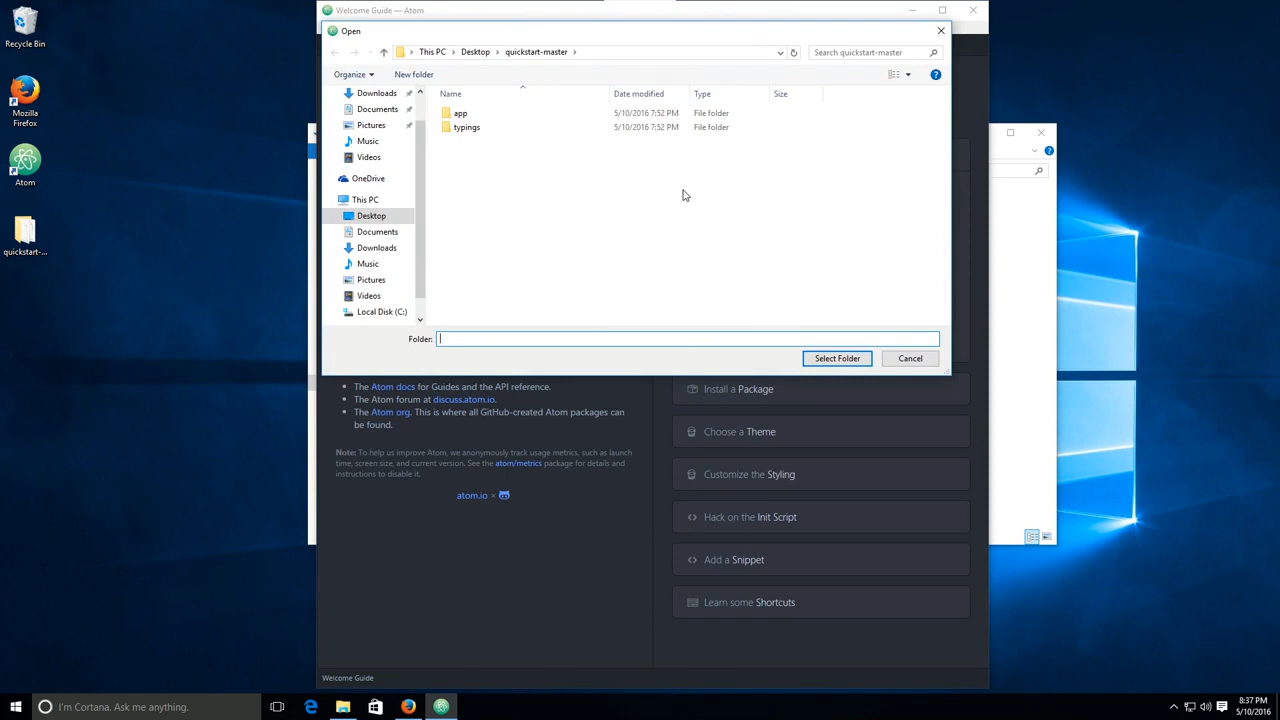 Recycle Bin
Mozilla
Firefox
Atom
quickstart-...
Welcome Guide — Atom
Open
This PC > Desktop > quickstart-master >
Search quickstart-master
Organize
New folder
Name
Date modified
Type
Size
app
5/10/2016 7:52 PM
File folder
typings
5/10/2016 7:52 PM
File folder
Downloads
Documents
Pictures
Music
Videos
OneDrive
This PC
Desktop
Documents
Downloads
Music
Pictures
Videos
Local Disk (C:)
Folder:
Select Folder
Cancel
• The Atom docs for Guides and the API reference.
• The Atom forum at discuss.atom.io.
• The Atom org. This is where all GitHub-created Atom packages can
be found.
Note: To help us improve Atom, we anonymously track usage metrics, such as launch
time, screen size, and current version. See the atom/metrics package for details and
instructions to disable it.
atom.io ×
Install a Package
Choose a Theme
Customize the Styling
Hack on the Init Script
Add a Snippet
Learn some Shortcuts
Welcome Guide
I'm Cortana. Ask me anything.
8:37 PM
5/10/2016